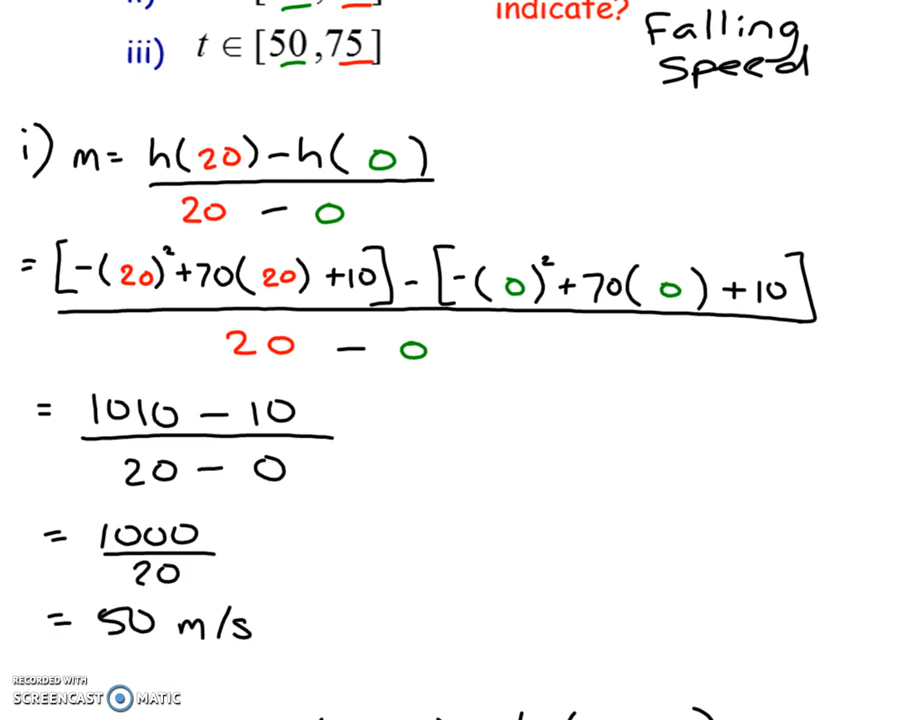 indicate?
Falling
Speed
iii) t ∈ [50,75]
i) m = h(20) - h(0)
20 - 0
= [-(20)²+70(20)+10] - [-(0)²+70(0)+10]
20 - 0
= 1010 - 10
20 - 0
= 1000
20
= 50 m/s
RECORDED WITH
SCREENCAST MATIC